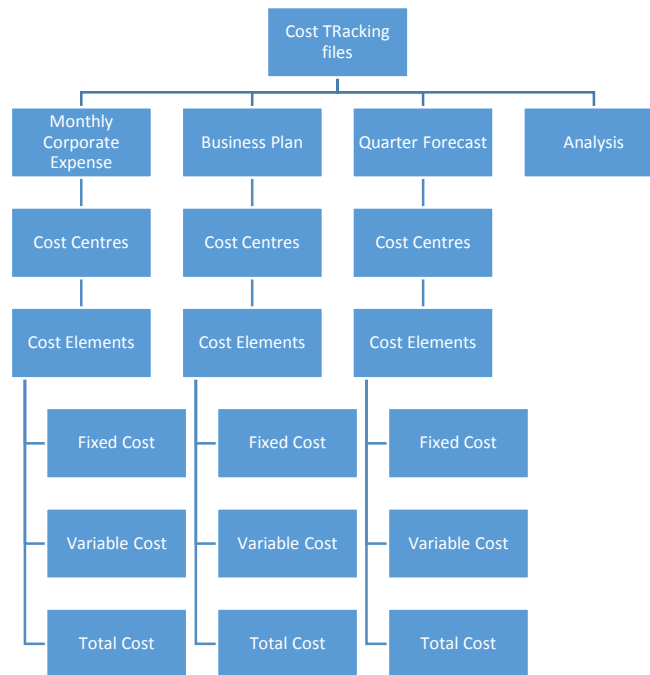 Cost TRacking
files
Monthly
Corporate
Expense
Business Plan
Quarter Forecast
Analysis
Cost Centres
Cost Centres
Cost Centres
Cost Elements
Cost Elements
Cost Elements
Fixed Cost
Fixed Cost
Fixed Cost
Variable Cost
Variable Cost
Variable Cost
Total Cost
Total Cost
Total Cost